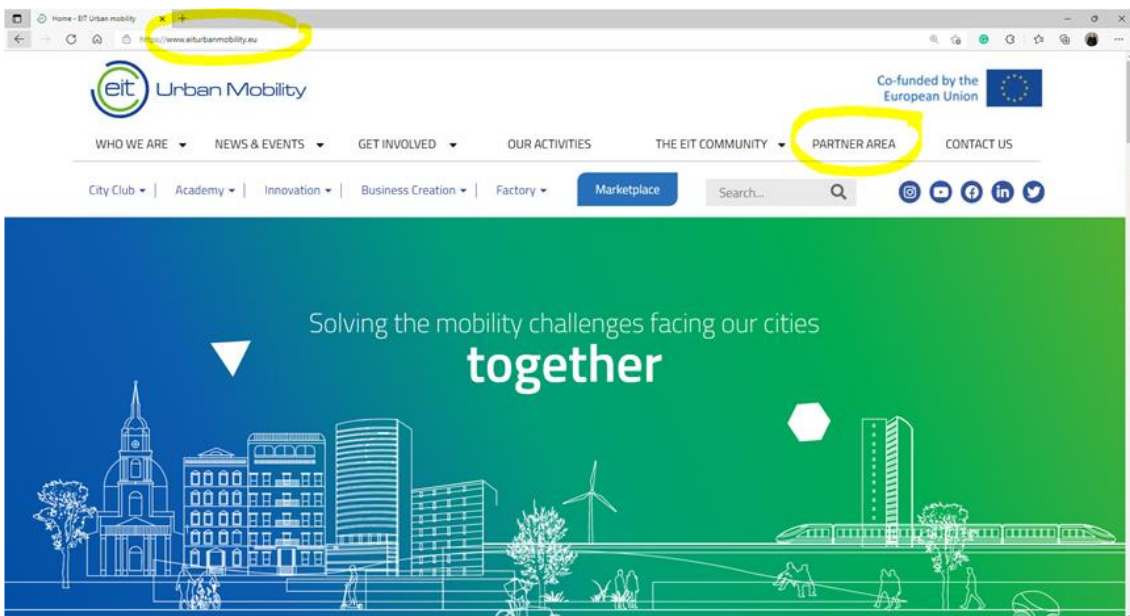 Home - EIT Urban mobility
https://www.eiturbanmobility.eu
eit Urban Mobility
Co-funded by the
European Union
WHO WE ARE NEWS & EVENTS GET INVOLVED OUR ACTIVITIES THE EIT COMMUNITY PARTNER AREA CONTACT US
City Club | Academy | Innovation | Business Creation | Factory Marketplace Search...
Solving the mobility challenges facing our cities
together